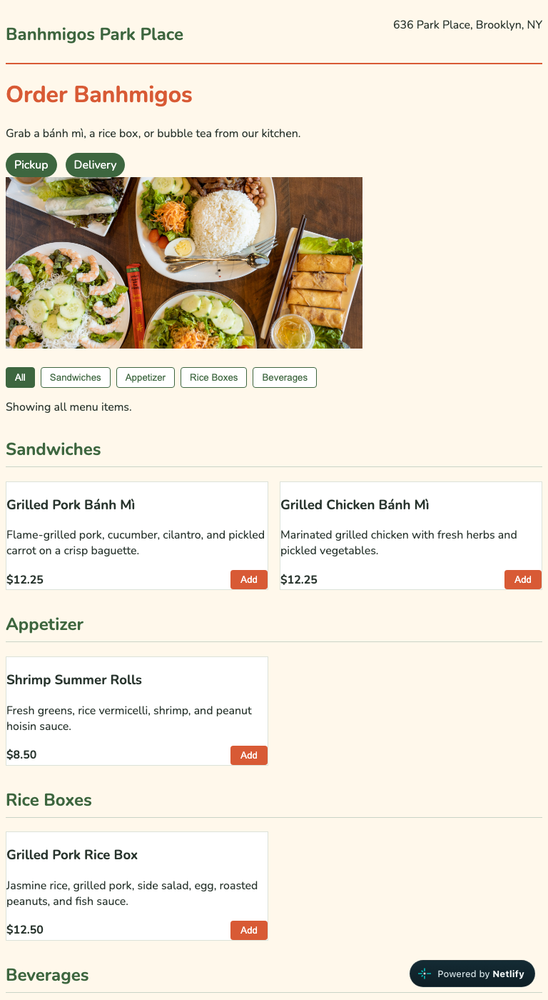 Banhmigos Park Place
636 Park Place, Brooklyn, NY
Order Banhmigos
Grab a bánh mì, a rice box, or bubble tea from our kitchen.
Pickup
Delivery
All
Sandwiches
Appetizer
Rice Boxes
Beverages
Showing all menu items.
Sandwiches
Grilled Pork Bánh Mì
Flame-grilled pork, cucumber, cilantro, and pickled
carrot on a crisp baguette.
$12.25
Add
Grilled Chicken Bánh Mì
Marinated grilled chicken with fresh herbs and
pickled vegetables.
$12.25
Add
Appetizer
Shrimp Summer Rolls
Fresh greens, rice vermicelli, shrimp, and peanut
hoisin sauce.
$8.50
Add
Rice Boxes
Grilled Pork Rice Box
Jasmine rice, grilled pork, side salad, egg, roasted
peanuts, and fish sauce.
$12.50
Add
Beverages
Powered by Netlify